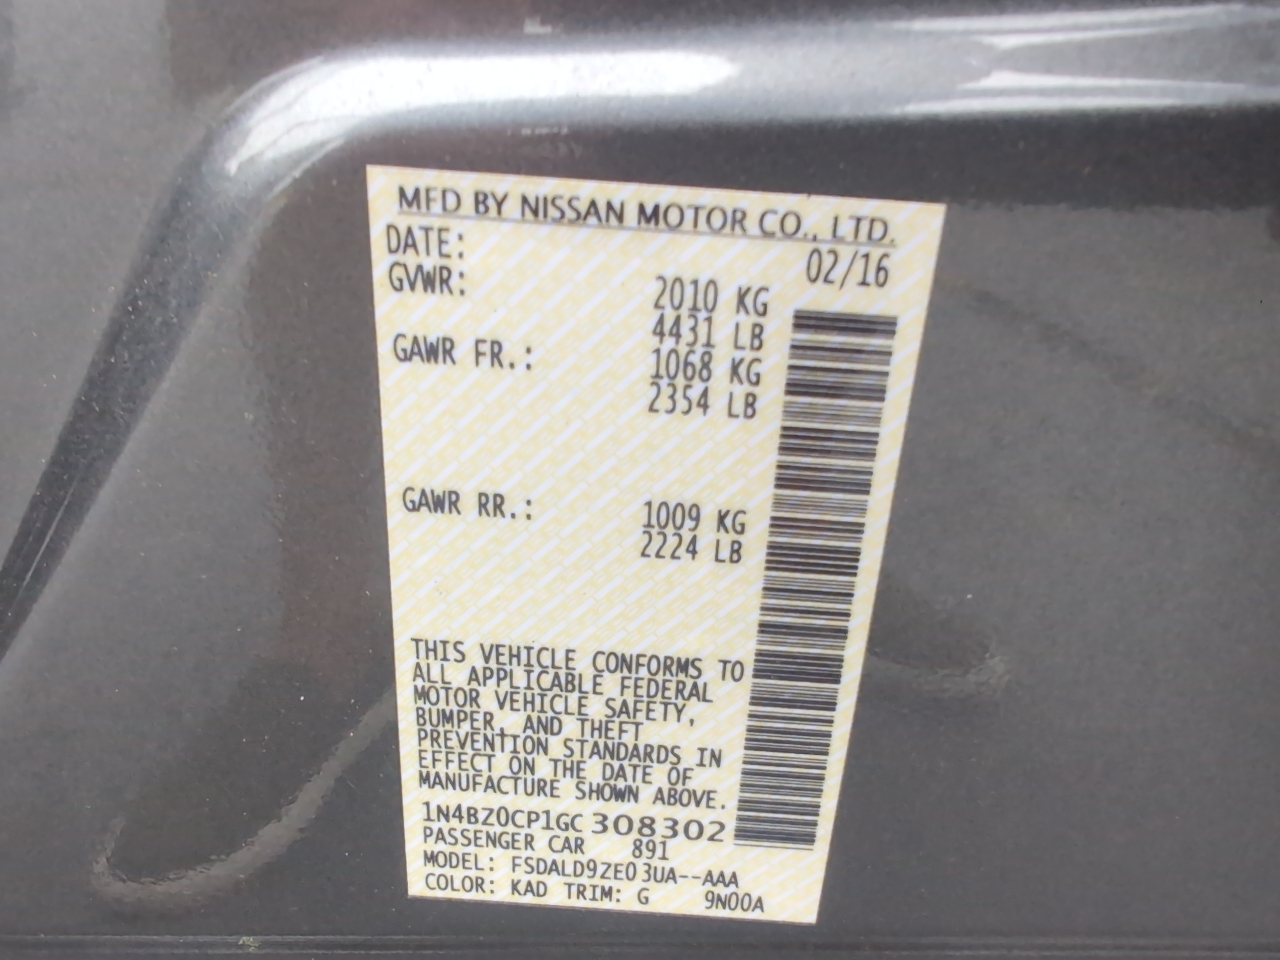 MFD BY NISSAN MOTOR CO., LTD.
DATE: 02/16
GVWR: 2010 KG
4431 LB
GAWR FR.: 1068 KG
2354 LB
GAWR RR.: 1009 KG
2224 LB
THIS VEHICLE CONFORMS TO
ALL APPLICABLE FEDERAL
MOTOR VEHICLE SAFETY,
BUMPER, AND THEFT
PREVENTION STANDARDS IN
EFFECT ON THE DATE OF
MANUFACTURE SHOWN ABOVE.
1N4BZ0CP1GC308302
PASSENGER CAR 891
MODEL: FSDALD9ZE0 3UA--AAA
COLOR: KAD TRIM: G 9N00A